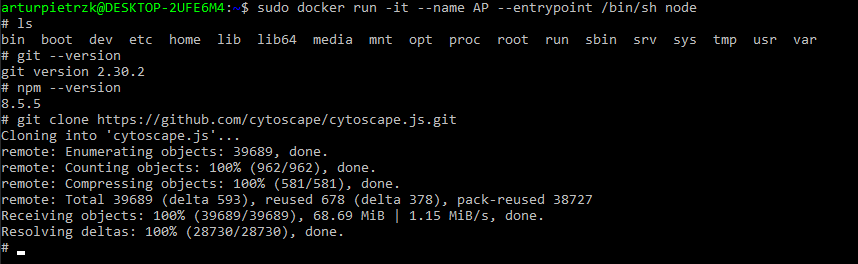 arturpietrzk@DESKTOP-2UFE6M4:~$ sudo docker run -it --name AP --entrypoint /bin/sh node
# ls
bin  boot  dev  etc  home  lib  lib64  media  mnt  opt  proc  root  run  sbin  srv  sys  tmp  usr  var
# git --version
git version 2.30.2
# npm --version
8.5.5
# git clone https://github.com/cytoscape/cytoscape.js.git
Cloning into 'cytoscape.js'...
remote: Enumerating objects: 39689, done.
remote: Counting objects: 100% (962/962), done.
remote: Compressing objects: 100% (581/581), done.
remote: Total 39689 (delta 593), reused 678 (delta 378), pack-reused 38727
Receiving objects: 100% (39689/39689), 68.69 MiB | 1.15 MiB/s, done.
Resolving deltas: 100% (28730/28730), done.
#